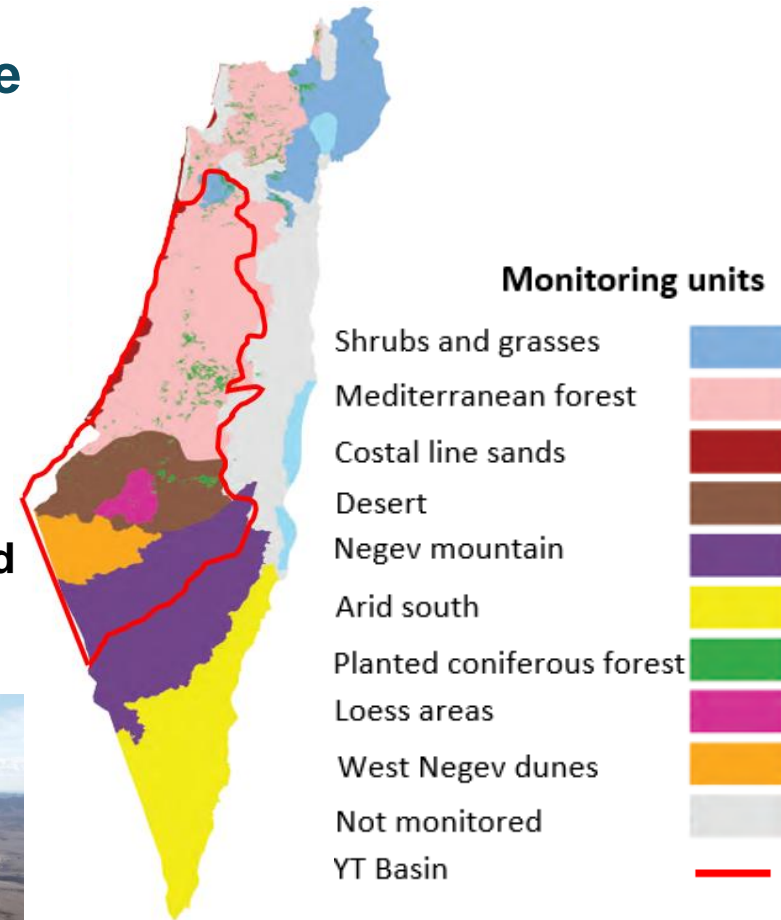 e
Monitoring units
Shrubs and grasses
Mediterranean forest
Costal line sands
Desert
d
Negev mountain
Arid south
Planted coniferous forest
Loess areas
West Negev dunes
Not monitored
YT Basin